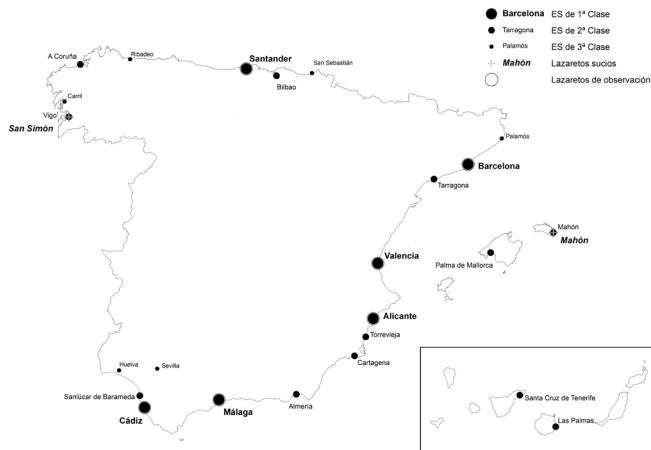 Barcelona ES de 1ª Clase
Tarragona ES de 2ª Clase
Palamós ES de 3ª Clase
Mahón Lazaretos sucios
Lazaretos de observación
A Coruña
Ribadeo
Santander
San Sebastián
Bilbao
Carril
Vigo
San Simón
Palamós
Barcelona
Tarragona
Mahón
Mahón
Valencia
Palma de Mallorca
Alicante
Torrevieja
Cartagena
Huelva
Sevilla
Sanlúcar de Barameda
Almería
Cádiz
Málaga
Santa Cruz de Tenerife
Las Palmas